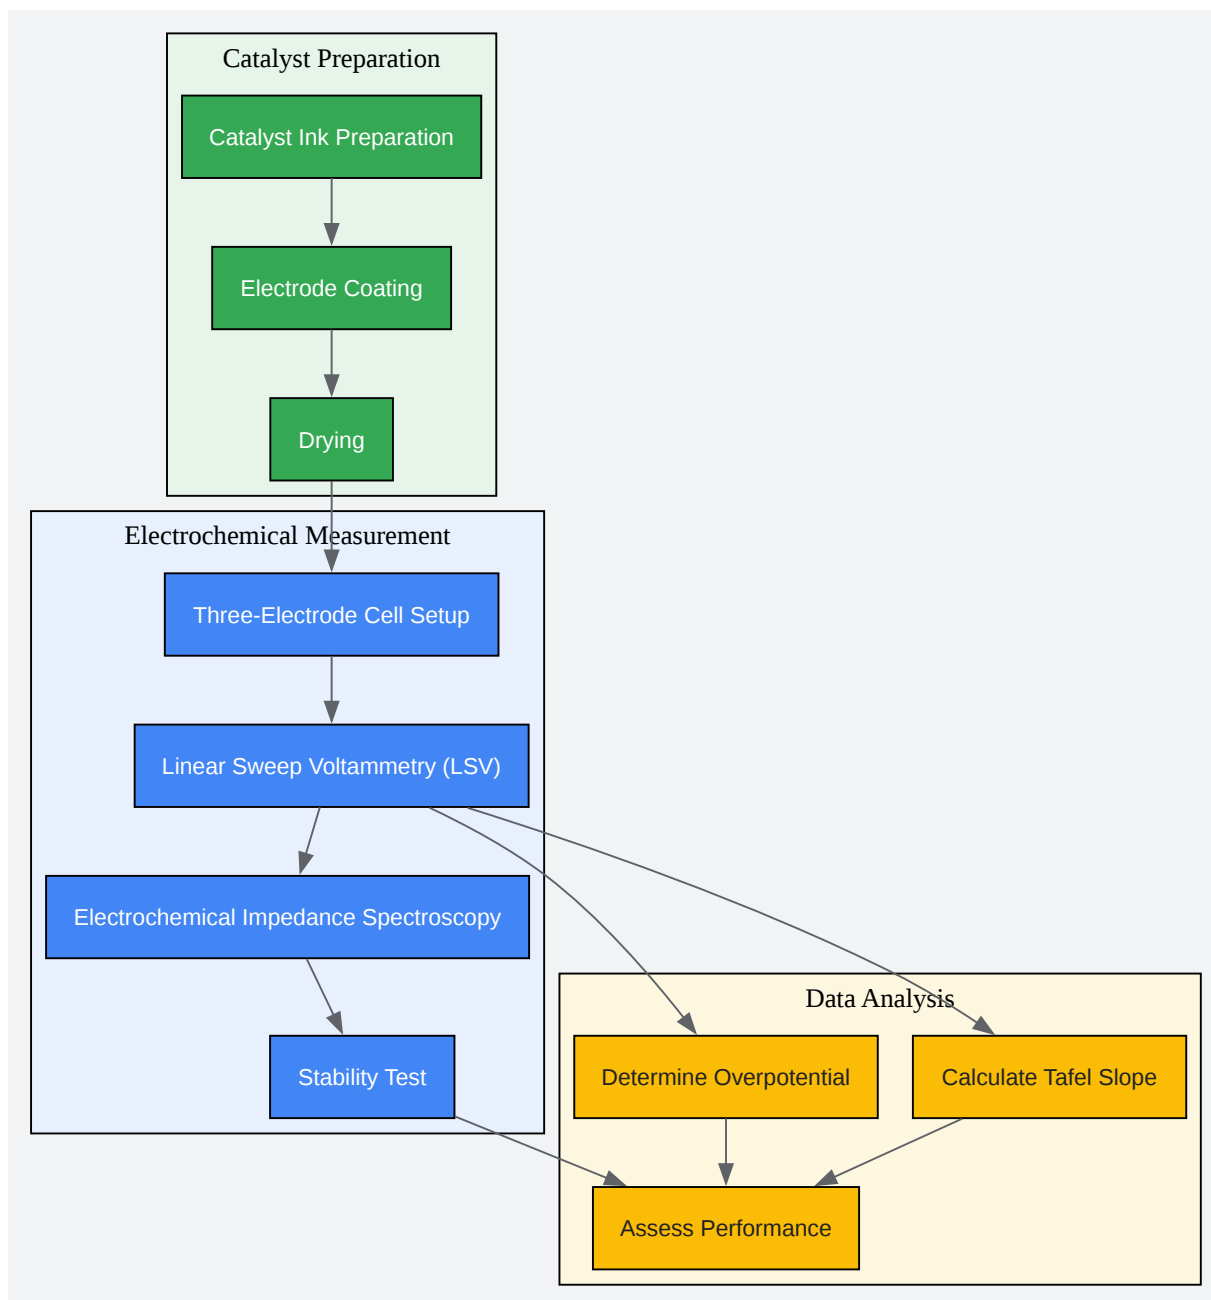 Catalyst Preparation
Catalyst Ink Preparation
Electrode Coating
Drying
Electrochemical Measurement
Three-Electrode Cell Setup
Linear Sweep Voltammetry (LSV)
Electrochemical Impedance Spectroscopy
Stability Test
Data Analysis
Determine Overpotential
Calculate Tafel Slope
Assess Performance